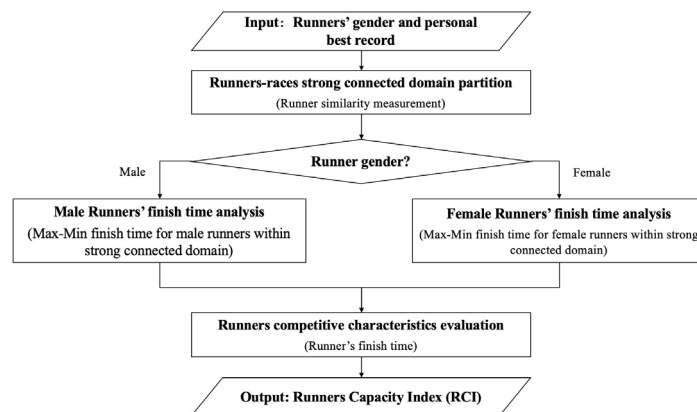 Input: Runners' gender and personal
best record
Runners-races strong connected domain partition
(Runner similarity measurement)
Runner gender?
Male
Female
Male Runners' finish time analysis
(Max-Min finish time for male runners within
strong connected domain)
Female Runners' finish time analysis
(Max-Min finish time for female runners within strong
connected domain)
Runners competitive characteristics evaluation
(Runner's finish time)
Output: Runners Capacity Index (RCI)